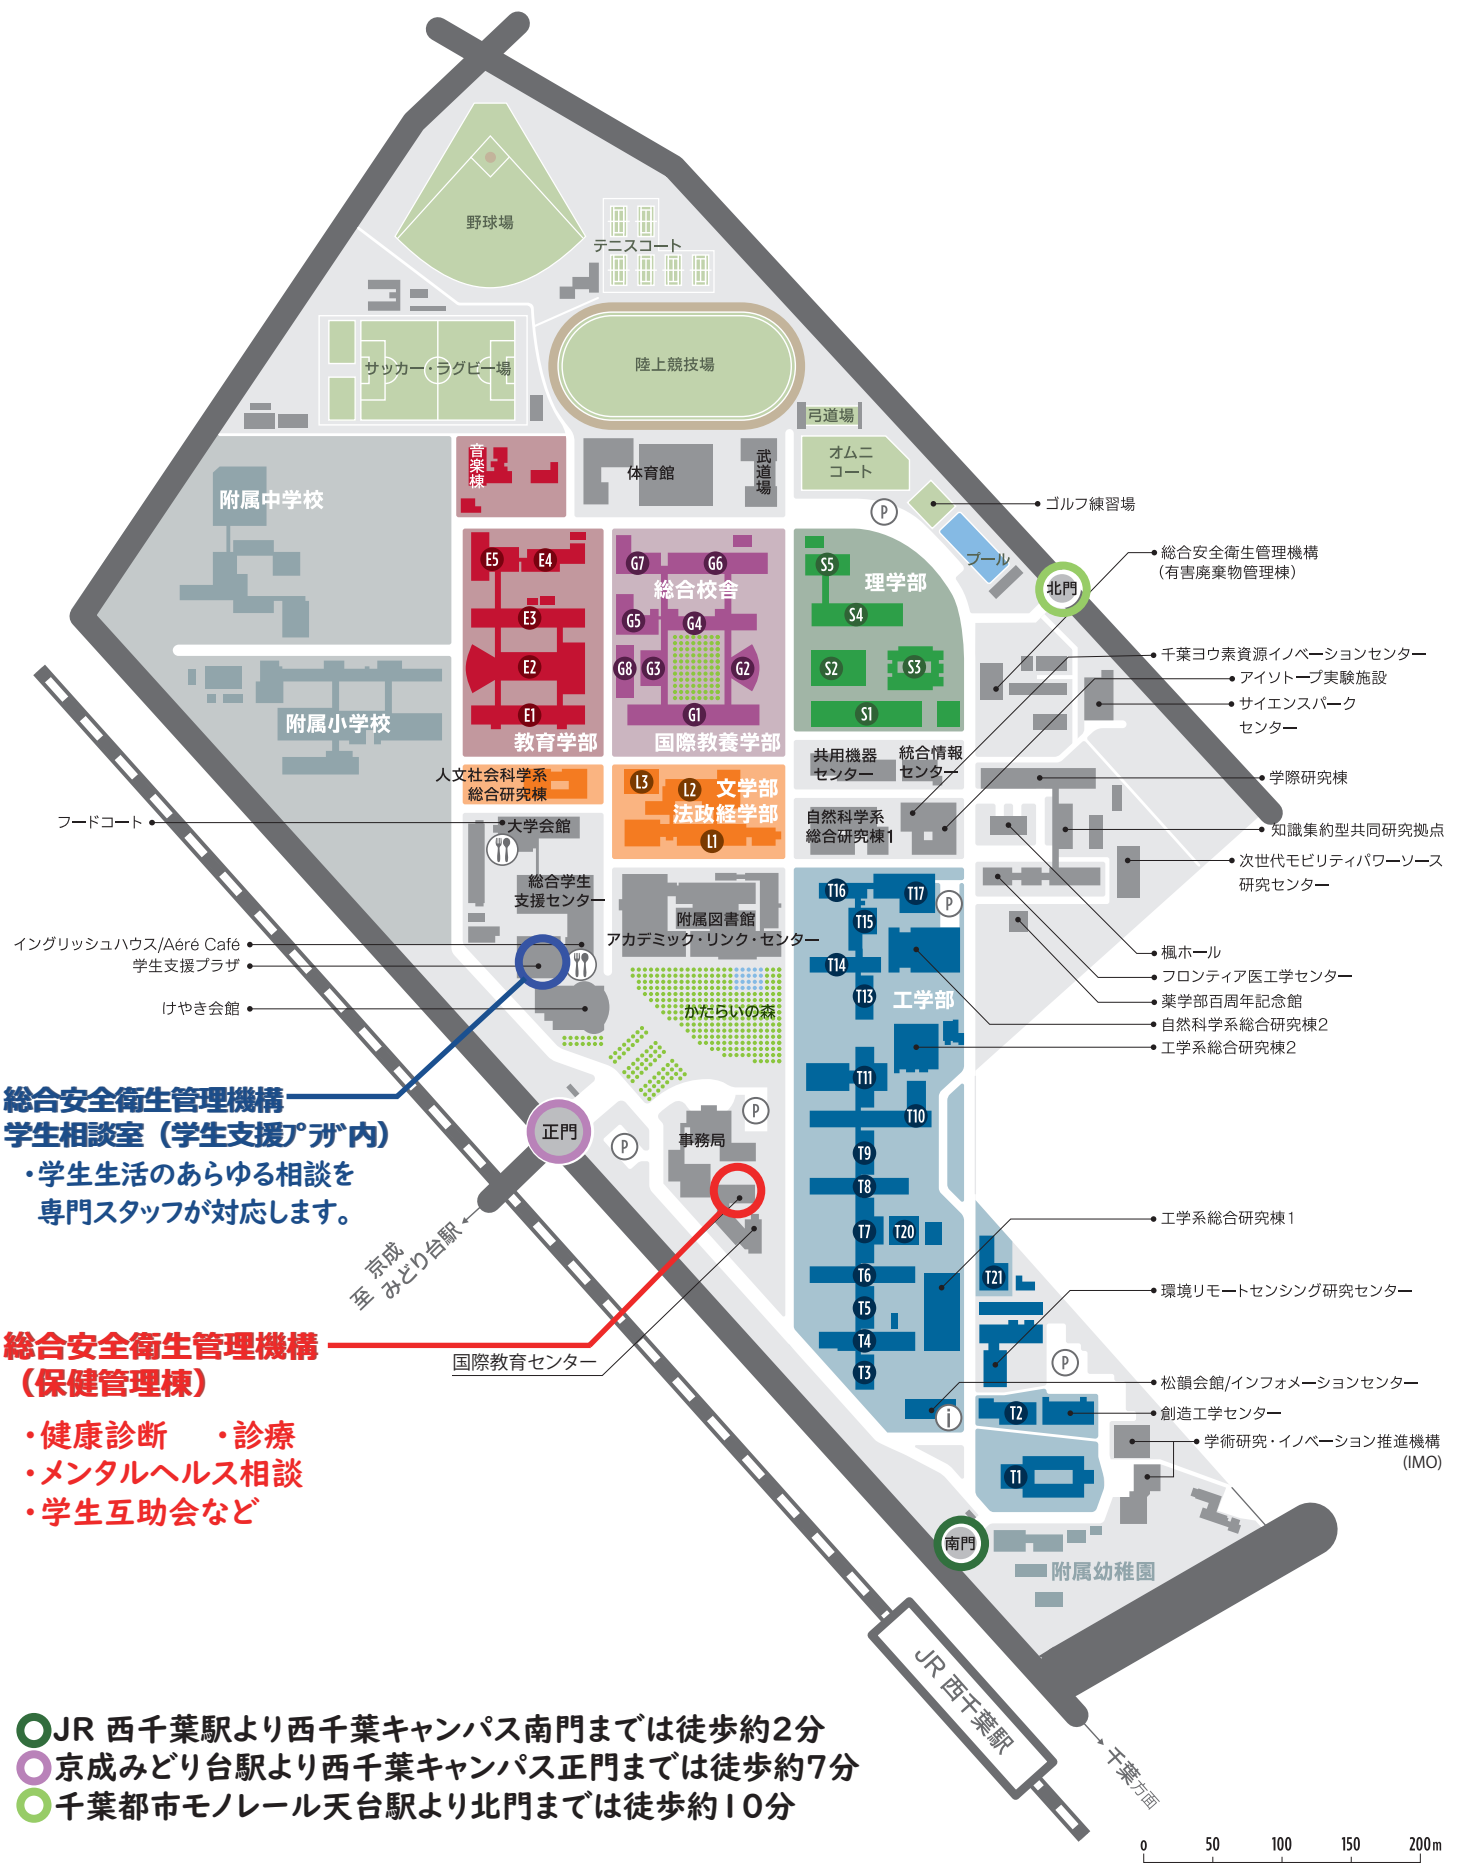 野球場
テニスコート
サッカー・ラグビー場
陸上競技場
弓道場
オムニ
コート
体育館
武道場
音楽棟
附属中学校
附属小学校
P
ゴルフ練習場
プール
北門
総合安全衛生管理機構
(有害廃棄物管理棟)
千葉ヨウ素資源イノベーションセンター
アイソトープ実験施設
サイエンスパーク
センター
学際研究棟
知識集約型共同研究拠点
次世代モビリティパワーソース
研究センター
楓ホール
フロンティア医工学センター
薬学部百周年記念館
自然科学系総合研究棟2
工学系総合研究棟2
工学系総合研究棟1
環境リモートセンシング研究センター
松韻会館/インフォメーションセンター
創造工学センター
学術研究・イノベーション推進機構
(IMO)
E5
E4
E3
E2
E1
教育学部
G7
G6
総合校舎
G5
G4
G8
G3
G2
G1
国際教養学部
S5
理学部
S4
S2
S3
S1
人文社会科学系
総合研究棟
L3
L2
文学部
法政経学部
L1
共用機器
センター
統合情報
センター
自然科学系
総合研究棟1
フードコート
大学会館
総合学生
支援センター
イングリッシュハウス/Aéré Café
学生支援プラザ
けやき会館
附属図書館
アカデミック・リンク・センター
かたらいの森
T16
T17
P
T15
T14
T13
工学部
T11
T10
T9
T8
T7
T20
T6
T5
T4
T3
T21
P
T2
i
T1
南門
附属幼稚園
正門
P
P
事務局
国際教育センター
至 京成
みどり台駅
総合安全衛生管理機構
学生相談室（学生支援プラザ内）
・学生生活のあらゆる相談を
専門スタッフが対応します。
総合安全衛生管理機構
（保健管理棟）
・健康診断 ・診療
・メンタルヘルス相談
・学生互助会など
JR 西千葉駅
千葉方面
JR 西千葉駅より西千葉キャンパス南門までは徒歩約2分
京成みどり台駅より西千葉キャンパス正門までは徒歩約7分
千葉都市モノレール天台駅より北門までは徒歩約10分
0 50 100 150 200m